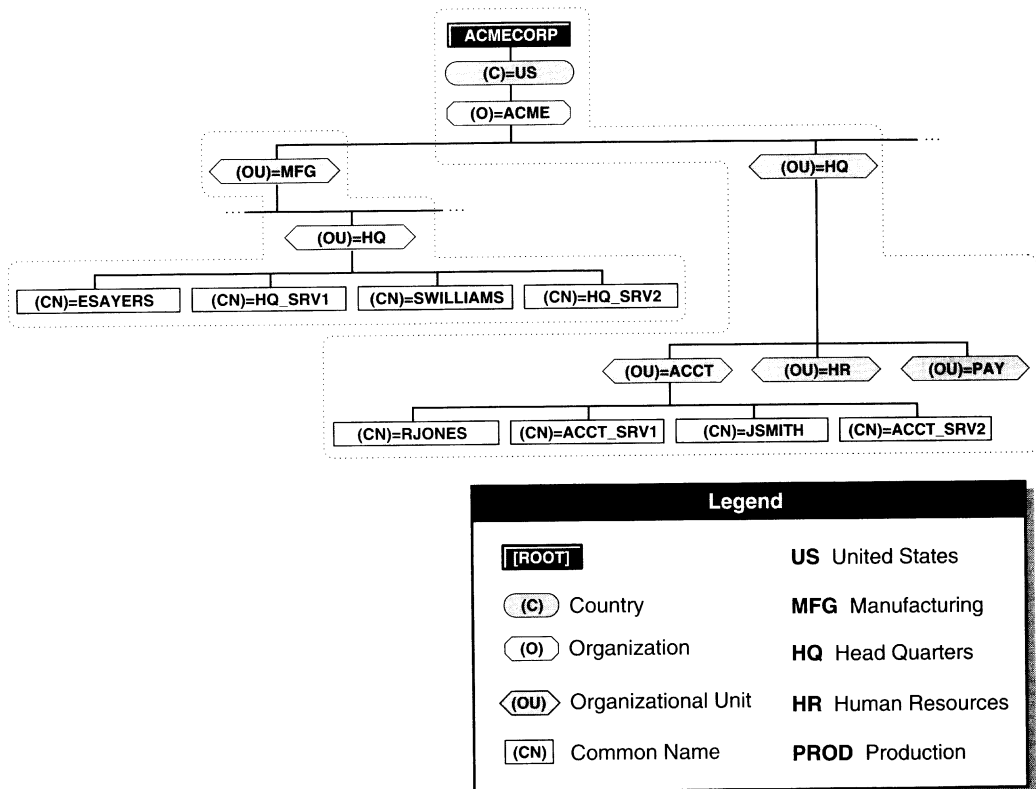 ACMECORP
(C)=US
(O)=ACME
...
(OU)=MFG
(OU)=HQ
... ...
(OU)=HQ
(CN)=ESAYERS (CN)=HQ_SRV1 (CN)=SWILLIAMS (CN)=HQ_SRV2
(OU)=ACCT (OU)=HR (OU)=PAY
(CN)=RJONES (CN)=ACCT_SRV1 (CN)=JSMITH (CN)=ACCT_SRV2
Legend
[ROOT]
US United States
(C) Country
MFG Manufacturing
(O) Organization
HQ Head Quarters
(OU) Organizational Unit
HR Human Resources
(CN) Common Name
PROD Production